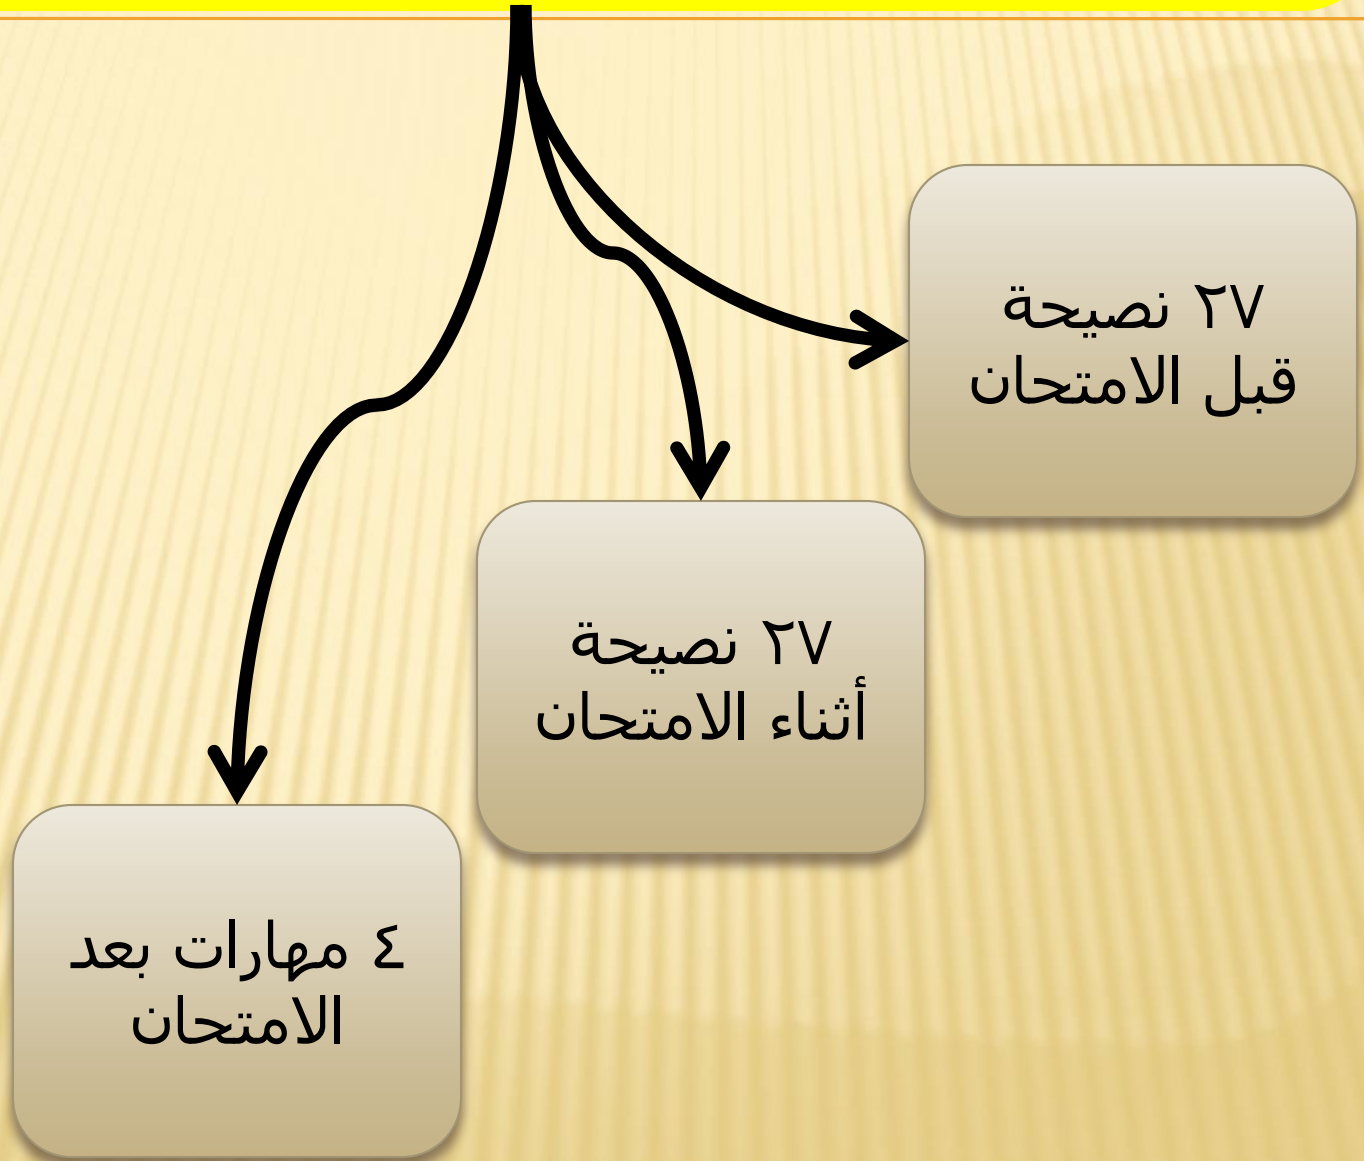 ٢٧ نصيحة
قبل الامتحان
٢٧ نصيحة
أثناء الامتحان
٤ مهارات بعد
الامتحان